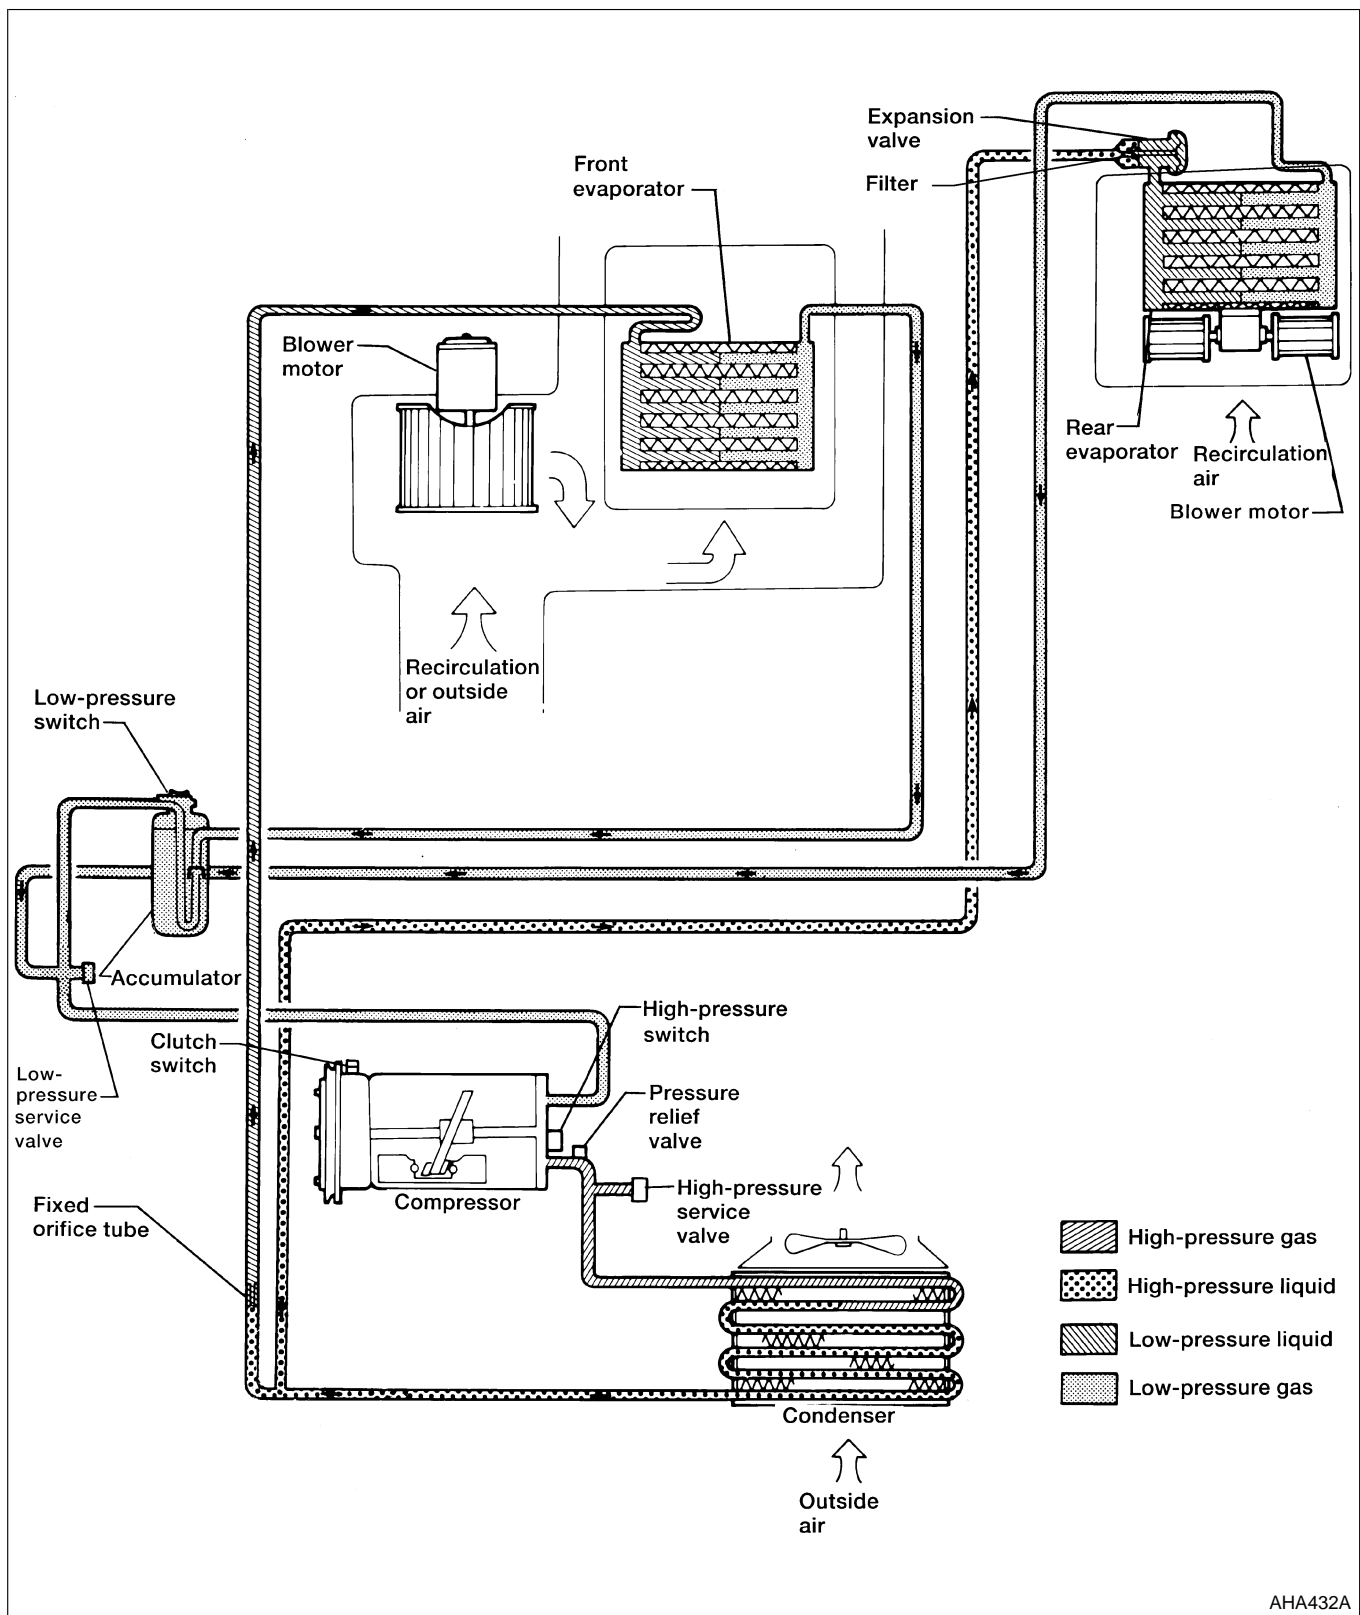 Expansion
valve
Filter
Front
evaporator
Blower
motor
Rear
evaporator
Recirculation
air
Blower motor
Recirculation
or outside
air
Low-pressure
switch
Accumulator
High-pressure
switch
Clutch
switch
Low-
pressure
service
valve
Pressure
relief
valve
Compressor
High-pressure
service
valve
Fixed
orifice tube
High-pressure gas
High-pressure liquid
Low-pressure liquid
Low-pressure gas
Condenser
Outside
air
AHA432A